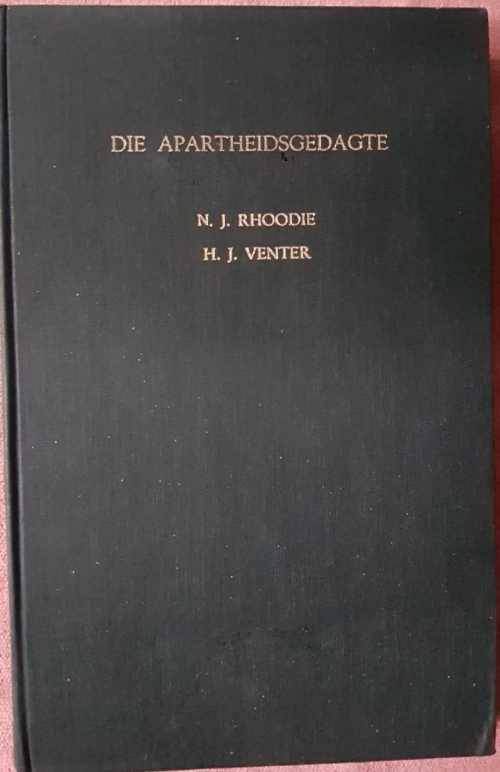 DIE APARTHEIDSGEDAGTE
N. J. RHOODIE
H. J. VENTER